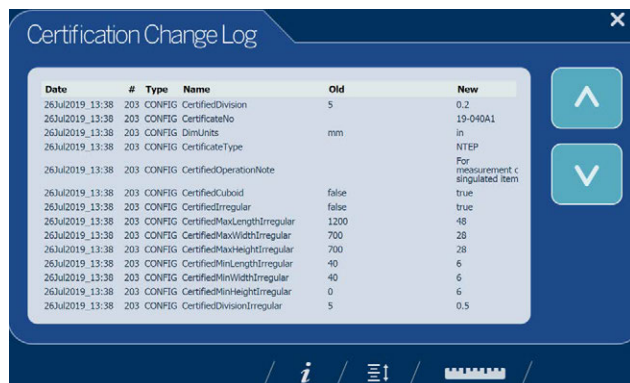 Certification Change Log
Date # Type Name Old New
26Jul2019_13:38 203 CONFIG CertifiedDivision 5 0.2
26Jul2019_13:38 203 CONFIG CertificateNo 19-040A1
26Jul2019_13:38 203 CONFIG DimUnits mm in
26Jul2019_13:38 203 CONFIG CertificateType NTEP
26Jul2019_13:38 203 CONFIG CertifiedOperationNote For
measurement c
singulated item
26Jul2019_13:38 203 CONFIG CertifiedCuboid false true
26Jul2019_13:38 203 CONFIG CertifiedIrregular false true
26Jul2019_13:38 203 CONFIG CertifiedMaxLengthIrregular 1200 48
26Jul2019_13:38 203 CONFIG CertifiedMaxWidthIrregular 700 28
26Jul2019_13:38 203 CONFIG CertifiedMaxHeightIrregular 700 28
26Jul2019_13:38 203 CONFIG CertifiedMinLengthIrregular 40 6
26Jul2019_13:38 203 CONFIG CertifiedMinWidthIrregular 40 6
26Jul2019_13:38 203 CONFIG CertifiedMinHeightIrregular 0 6
26Jul2019_13:38 203 CONFIG CertifiedDivisionIrregular 5 0.5